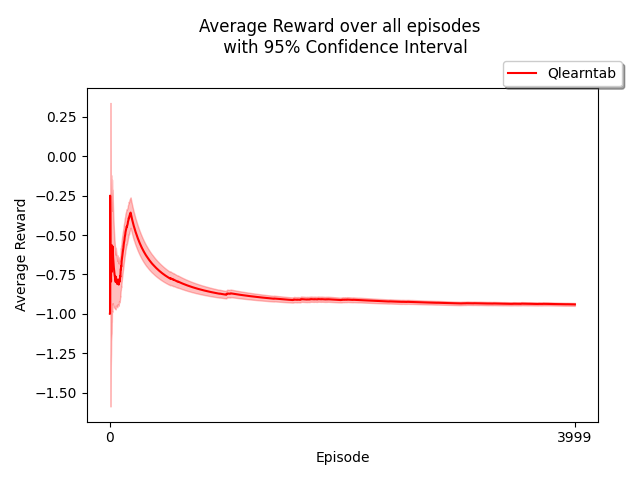 Average Reward over all episodes
with 95% Confidence Interval
Qlearntab
0.25
0.00
−0.25
−0.50
−0.75
−1.00
−1.25
−1.50
Average Reward
0
3999
Episode